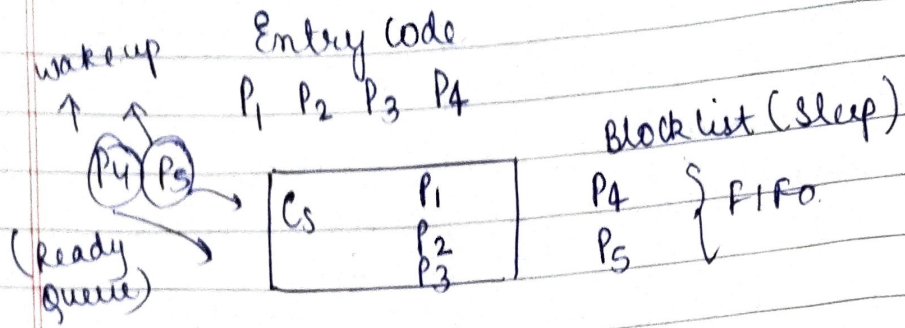 wakeup Entry Code
P1 P2 P3 P4
Block list (Sleep)
P4 P5
Cs P1 P4 FIFO.
P2 P5
P3
(Ready
Queue)